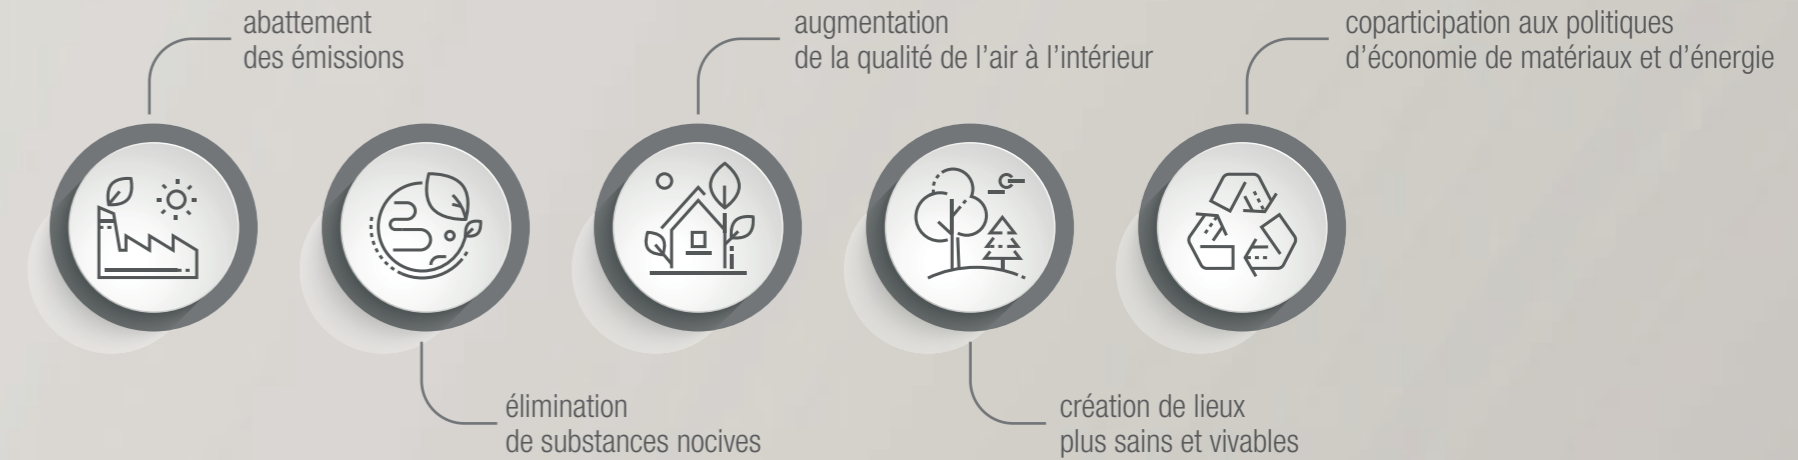 abattement
des émissions
élimination
de substances nocives
augmentation
de la qualité de l’air à l’intérieur
création de lieux
plus sains et vivables
coparticipation aux politiques
d’économie de matériaux et d’énergie